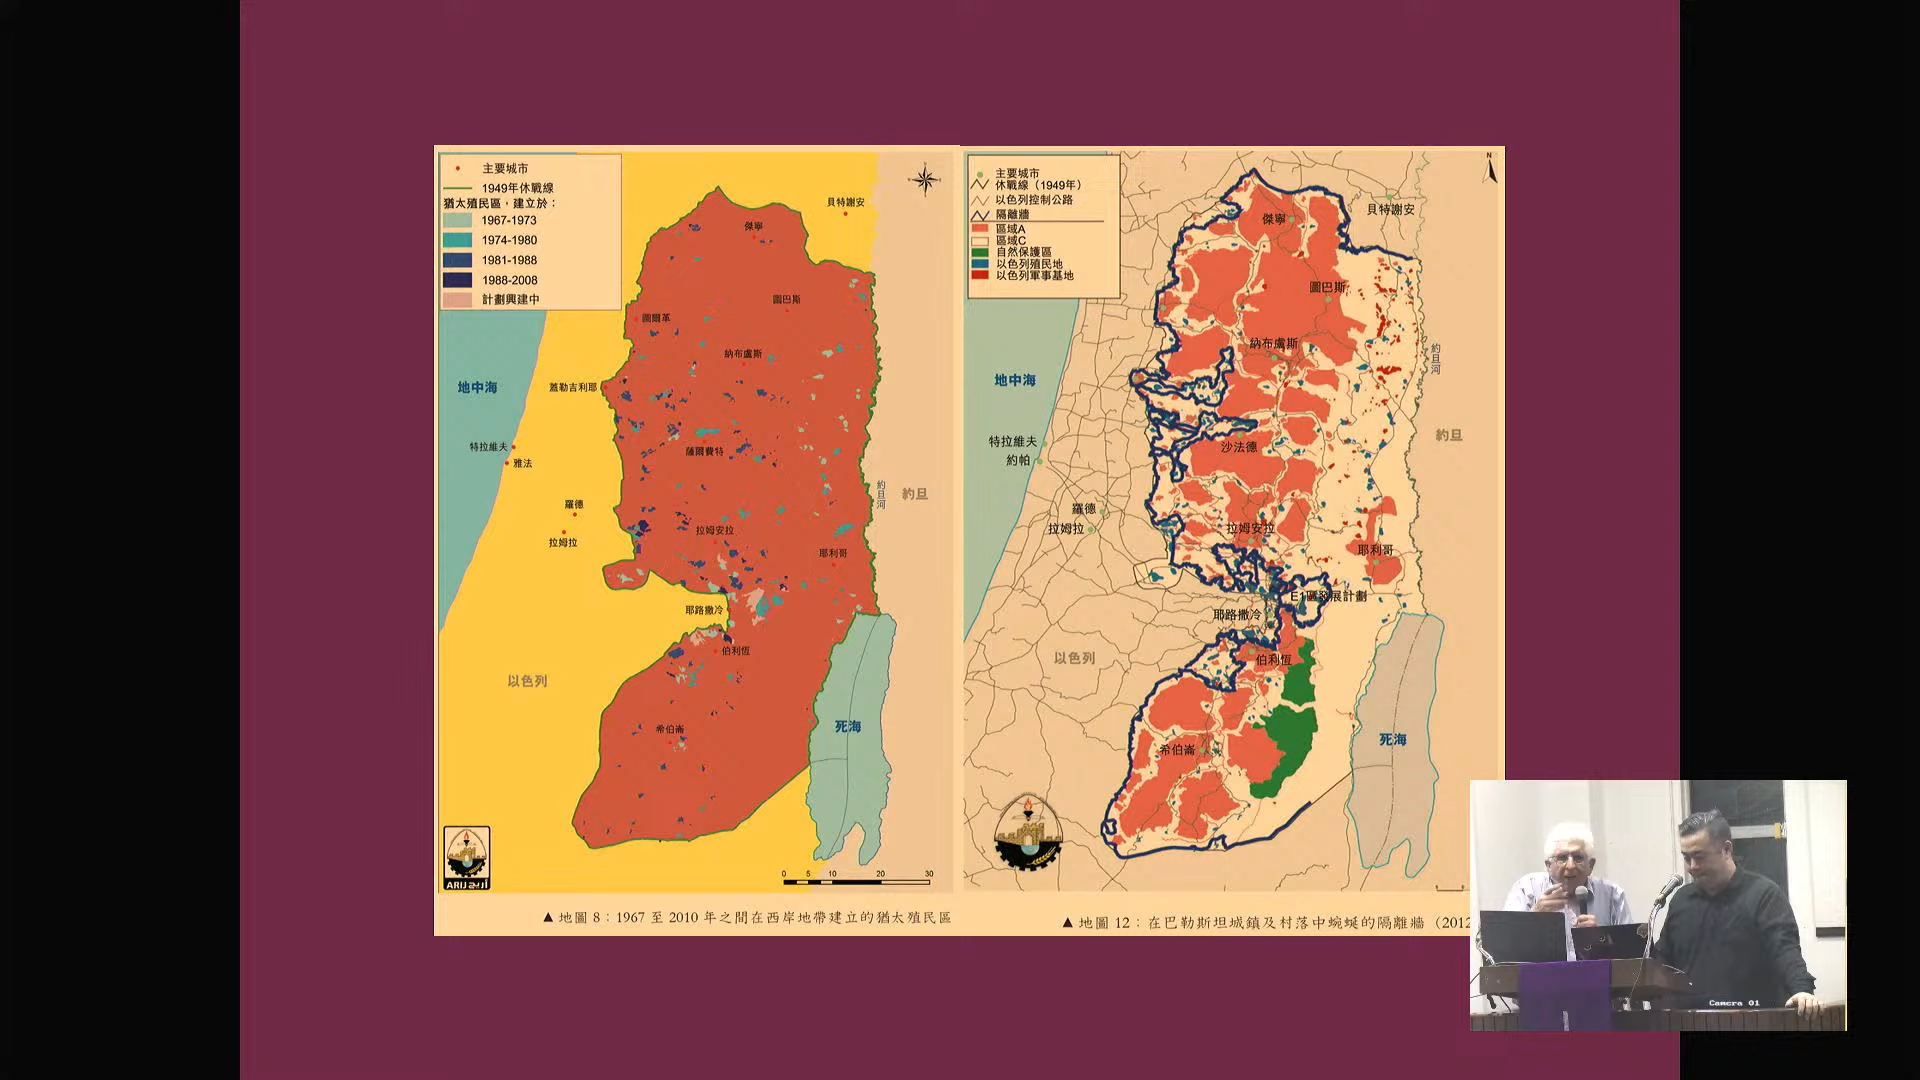 主要城市
1949年休戰線
猶太殖民區，建立於：
1967-1973
1974-1980
1981-1988
1988-2008
計劃興建中
貝特謝安
傑寧
圖巴斯
圖爾革
納布盧斯
地中海
蓋勒吉利耶
特拉維夫
雅法
薩爾費特
約旦河
約旦
羅德
拉姆拉
拉姆安拉
耶利哥
耶路撒冷
伯利恆
以色列
希伯崙
死海
ARIJ أريج
0 5 10 20 30
▲ 地圖 8：1967 至 2010 年之間在西岸地帶建立的猶太殖民區
N
主要城市
休戰線（1949年）
以色列控制公路
隔離牆
區域A
區域C
自然保護區
以色列殖民地
以色列軍事基地
貝特謝安
傑寧
圖巴斯
納布盧斯
約旦河
地中海
特拉維夫
約帕
沙法德
約旦
羅德
拉姆拉
拉姆安拉
耶利哥
E1區發展計劃
耶路撒冷
以色列
伯利恆
希伯崙
死海
▲ 地圖 12：在巴勒斯坦城鎮及村落中蜿蜒的隔離牆（2012
Camera 01